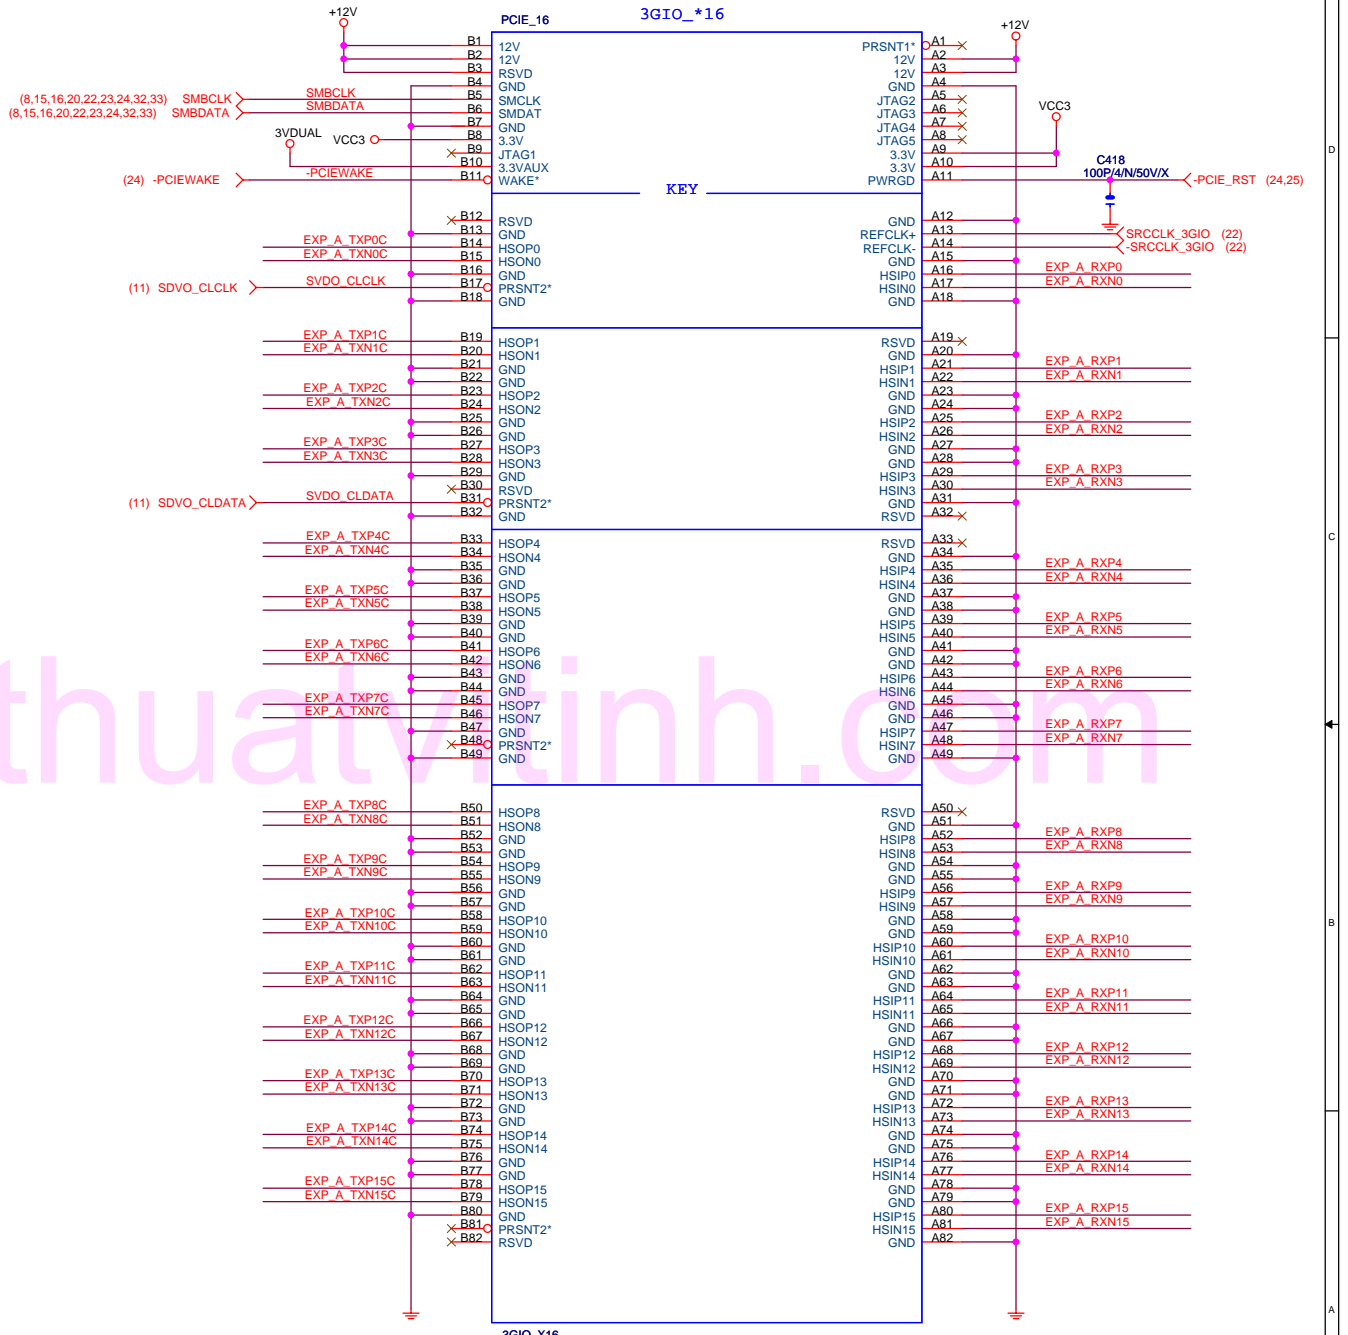 3GIO_*16
PCIE_16
+12V
+12V
B1 12V PRSNT1* A1
B2 12V 12V A2
B3 RSVD 12V A3
B4 GND GND A4
(8,15,16,20,22,23,24,32,33) SMBCLK SMBCLK B5 SMCLK JTAG2 A5
(8,15,16,20,22,23,24,32,33) SMBDATA SMBDATA B6 SMDAT JTAG3 A6
VCC3
B7 GND JTAG4 A7
3VDUAL VCC3 B8 3.3V JTAG5 A8
B9 JTAG1 3.3V A9
B10 3.3VAUX 3.3V A10
C418
100P/4/N/50V/X
(24) -PCIEWAKE -PCIEWAKE B11 WAKE* PWRGD A11 -PCIE_RST (24,25)
KEY
B12 RSVD GND A12
B13 GND REFCLK+ A13 SRCCLK_3GIO (22)
EXP_A_TXP0C B14 HSOP0 REFCLK- A14 -SRCCLK_3GIO (22)
EXP_A_TXN0C B15 HSON0 GND A15
B16 GND HSIP0 A16 EXP_A_RXP0
(11) SDVO_CLCLK SVDO_CLCLK B17 PRSNT2* HSIN0 A17 EXP_A_RXN0
B18 GND GND A18
EXP_A_TXP1C B19 HSOP1 RSVD A19
EXP_A_TXN1C B20 HSON1 GND A20
B21 GND HSIP1 A21 EXP_A_RXP1
B22 GND HSIN1 A22 EXP_A_RXN1
EXP_A_TXP2C B23 HSOP2 GND A23
EXP_A_TXN2C B24 HSON2 GND A24
B25 GND HSIP2 A25 EXP_A_RXP2
B26 GND HSIN2 A26 EXP_A_RXN2
EXP_A_TXP3C B27 HSOP3 GND A27
EXP_A_TXN3C B28 HSON3 GND A28
B29 GND HSIP3 A29 EXP_A_RXP3
B30 RSVD HSIN3 A30 EXP_A_RXN3
(11) SDVO_CLDATA SVDO_CLDATA B31 PRSNT2* GND A31
B32 GND RSVD A32
EXP_A_TXP4C B33 HSOP4 RSVD A33
EXP_A_TXN4C B34 HSON4 GND A34
B35 GND HSIP4 A35 EXP_A_RXP4
B36 GND HSIN4 A36 EXP_A_RXN4
EXP_A_TXP5C B37 HSOP5 GND A37
EXP_A_TXN5C B38 HSON5 GND A38
B39 GND HSIP5 A39 EXP_A_RXP5
B40 GND HSIN5 A40 EXP_A_RXN5
EXP_A_TXP6C B41 HSOP6 GND A41
EXP_A_TXN6C B42 HSON6 GND A42
B43 GND HSIP6 A43 EXP_A_RXP6
B44 GND HSIN6 A44 EXP_A_RXN6
EXP_A_TXP7C B45 HSOP7 GND A45
EXP_A_TXN7C B46 HSON7 GND A46
B47 GND HSIP7 A47 EXP_A_RXP7
B48 PRSNT2* HSIN7 A48 EXP_A_RXN7
B49 GND GND A49
thuatvitinh.com
EXP_A_TXP8C B50 HSOP8 RSVD A50
EXP_A_TXN8C B51 HSON8 GND A51
B52 GND HSIP8 A52 EXP_A_RXP8
B53 GND HSIN8 A53 EXP_A_RXN8
EXP_A_TXP9C B54 HSOP9 GND A54
EXP_A_TXN9C B55 HSON9 GND A55
B56 GND HSIP9 A56 EXP_A_RXP9
B57 GND HSIN9 A57 EXP_A_RXN9
EXP_A_TXP10C B58 HSOP10 GND A58
EXP_A_TXN10C B59 HSON10 GND A59
B60 GND HSIP10 A60 EXP_A_RXP10
B61 GND HSIN10 A61 EXP_A_RXN10
EXP_A_TXP11C B62 HSOP11 GND A62
EXP_A_TXN11C B63 HSON11 GND A63
B64 GND HSIP11 A64 EXP_A_RXP11
B65 GND HSIN11 A65 EXP_A_RXN11
EXP_A_TXP12C B66 HSOP12 GND A66
EXP_A_TXN12C B67 HSON12 GND A67
B68 GND HSIP12 A68 EXP_A_RXP12
B69 GND HSIN12 A69 EXP_A_RXN12
EXP_A_TXP13C B70 HSOP13 GND A70
EXP_A_TXN13C B71 HSON13 GND A71
B72 GND HSIP13 A72 EXP_A_RXP13
B73 GND HSIN13 A73 EXP_A_RXN13
EXP_A_TXP14C B74 HSOP14 GND A74
EXP_A_TXN14C B75 HSON14 GND A75
B76 GND HSIP14 A76 EXP_A_RXP14
B77 GND HSIN14 A77 EXP_A_RXN14
EXP_A_TXP15C B78 HSOP15 GND A78
EXP_A_TXN15C B79 HSON15 GND A79
B80 GND HSIP15 A80 EXP_A_RXP15
B81 PRSNT2* HSIN15 A81 EXP_A_RXN15
B82 RSVD GND A82
3GIO_X16
D
C
B
A